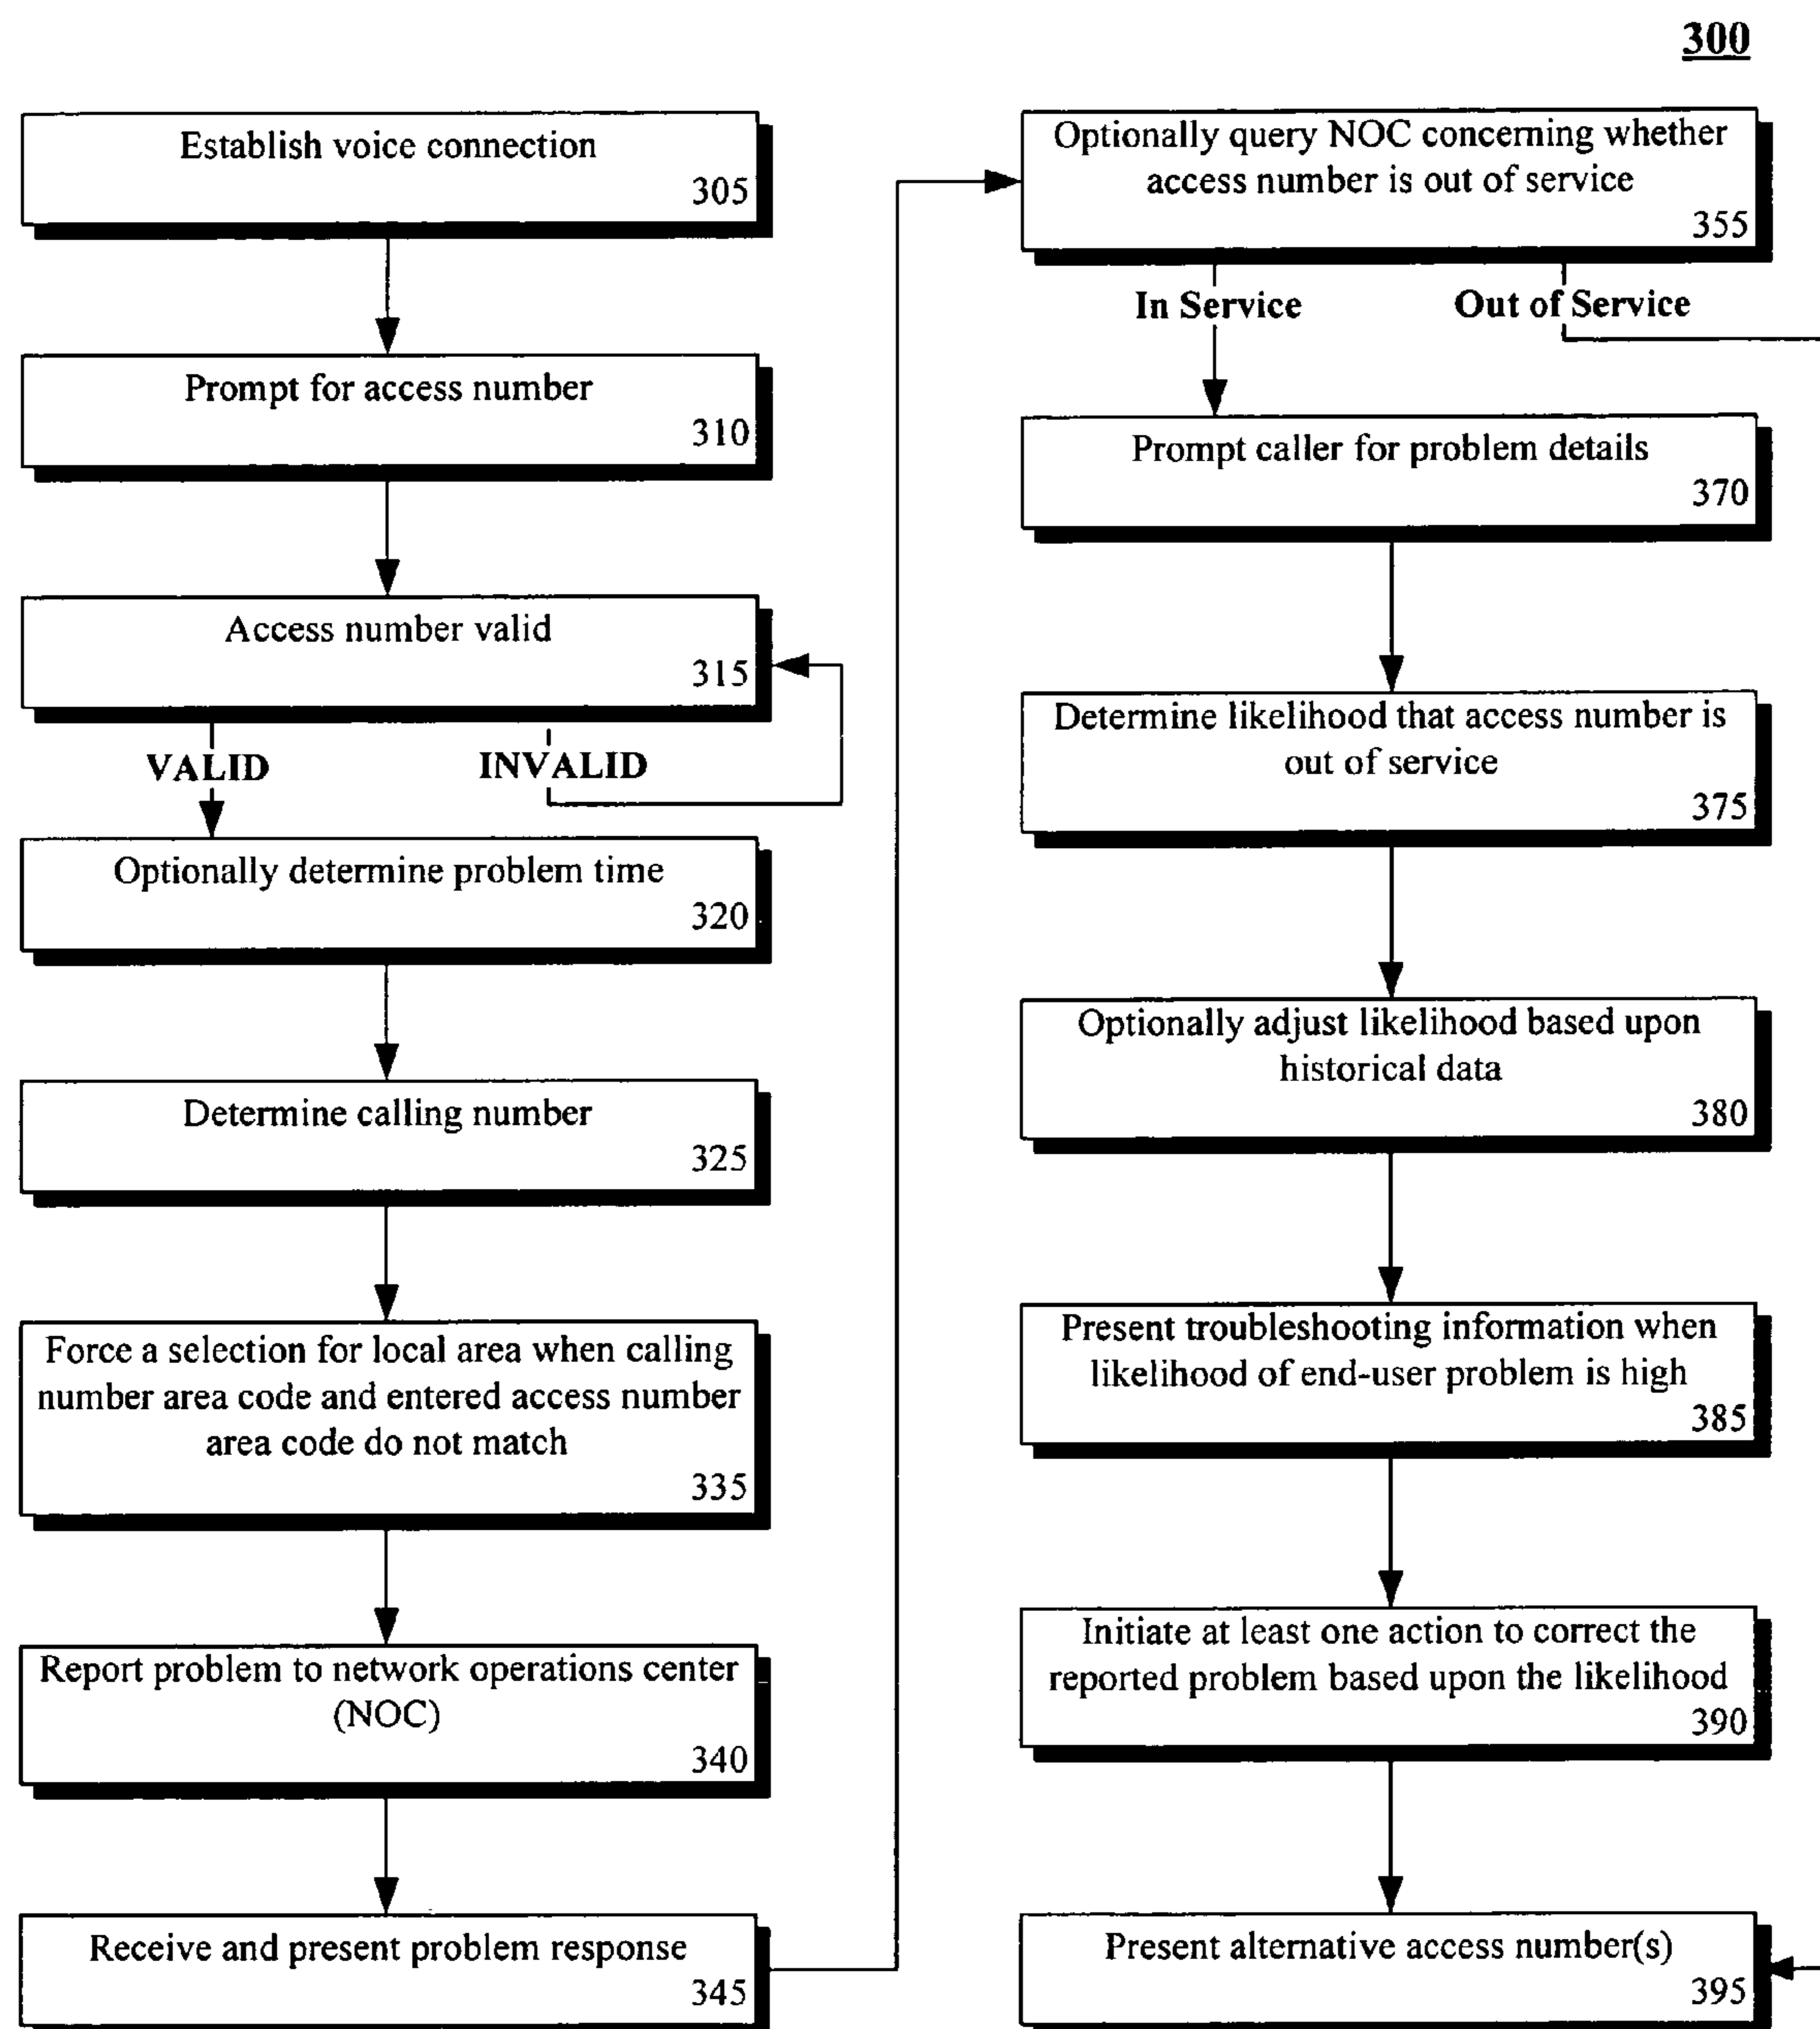 300
Establish voice connection
305
Prompt for access number
310
Access number valid
315
VALID
INVALID
Optionally determine problem time
320
Determine calling number
325
Force a selection for local area when calling
number area code and entered access number
area code do not match
335
Report problem to network operations center
(NOC)
340
Receive and present problem response
345
Optionally query NOC concerning whether
access number is out of service
355
In Service
Out of Service
Prompt caller for problem details
370
Determine likelihood that access number is
out of service
375
Optionally adjust likelihood based upon
historical data
380
Present troubleshooting information when
likelihood of end-user problem is high
385
Initiate at least one action to correct the
reported problem based upon the likelihood
390
Present alternative access number(s)
395